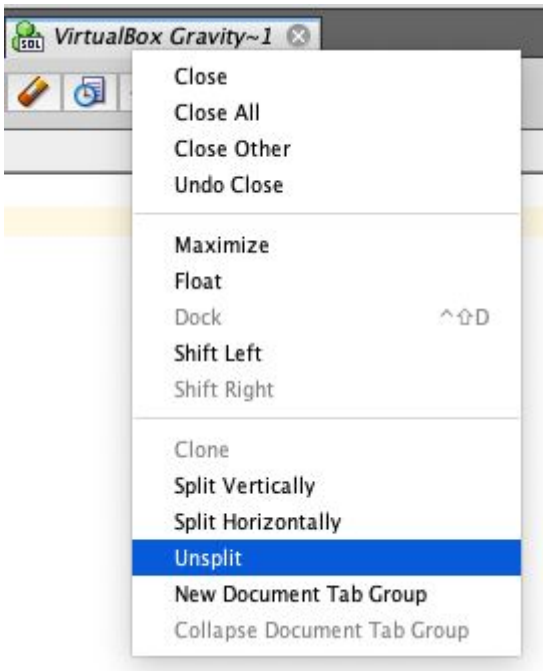 SQL
VirtualBox Gravity~1
Close
Close All
Close Other
Undo Close
Maximize
Float
Dock ^⇧D
Shift Left
Shift Right
Clone
Split Vertically
Split Horizontally
Unsplit
New Document Tab Group
Collapse Document Tab Group